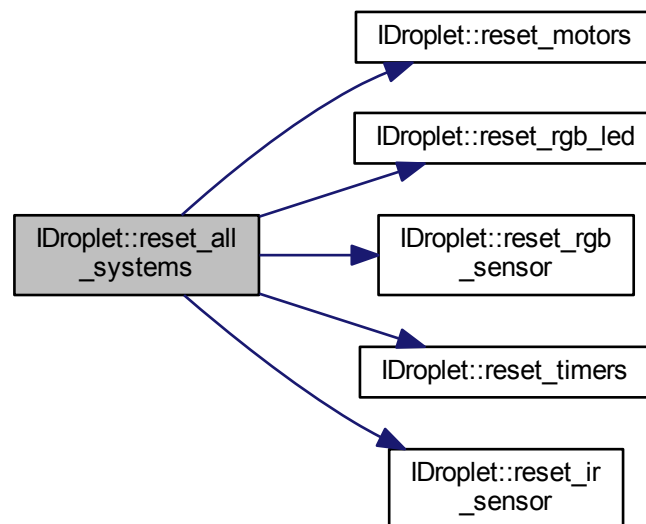 IDroplet::reset_motors
IDroplet::reset_rgb_led
IDroplet::reset_all
_systems
IDroplet::reset_rgb
_sensor
IDroplet::reset_timers
IDroplet::reset_ir
_sensor